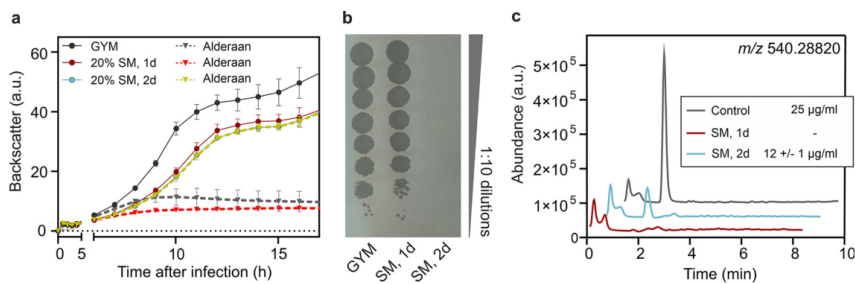 a
GYM
20% SM, 1d
20% SM, 2d
Alderaan
Alderaan
Alderaan
Backscatter (a.u.)
60
40
20
0
0
5
10
15
Time after infection (h)
b
GYM
SM, 1d
SM, 2d
1:10 dilutions
c
m/z 540.28820
Control 25 µg/ml
SM, 1d -
SM, 2d 12 +/- 1 µg/ml
Abundance (a.u.)
5×10⁵
4×10⁵
3×10⁵
2×10⁵
1×10⁵
0
0
2
4
6
8
10
Time (min)